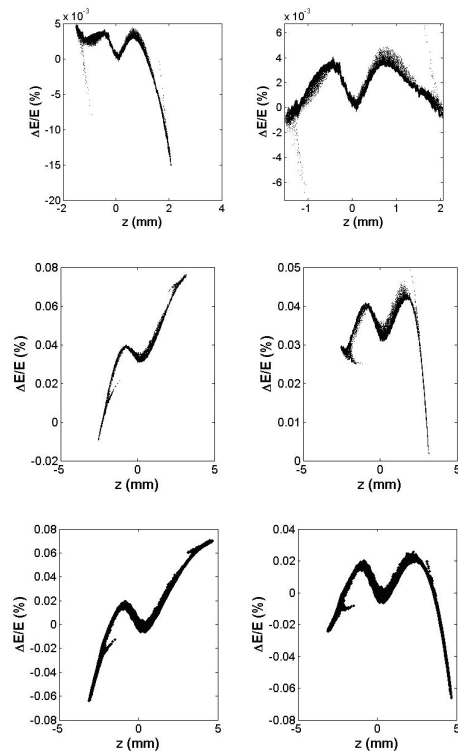 x 10⁻³
5
0
-5
-10
-15
-20
-2 0 2 4
z (mm)
ΔE/E (%)
x 10⁻³
6
4
2
0
-2
-4
-6
-1 0 1 2
z (mm)
ΔE/E (%)
0.08
0.06
0.04
0.02
0
-0.02
-5 0 5
z (mm)
ΔE/E (%)
0.05
0.04
0.03
0.02
0.01
0
-5 0 5
z (mm)
ΔE/E (%)
0.08
0.06
0.04
0.02
0
-0.02
-0.04
-0.06
-0.08
-5 0 5
z (mm)
ΔE/E (%)
0.04
0.02
0
-0.02
-0.04
-0.06
-0.08
-5 0 5
z (mm)
ΔE/E (%)